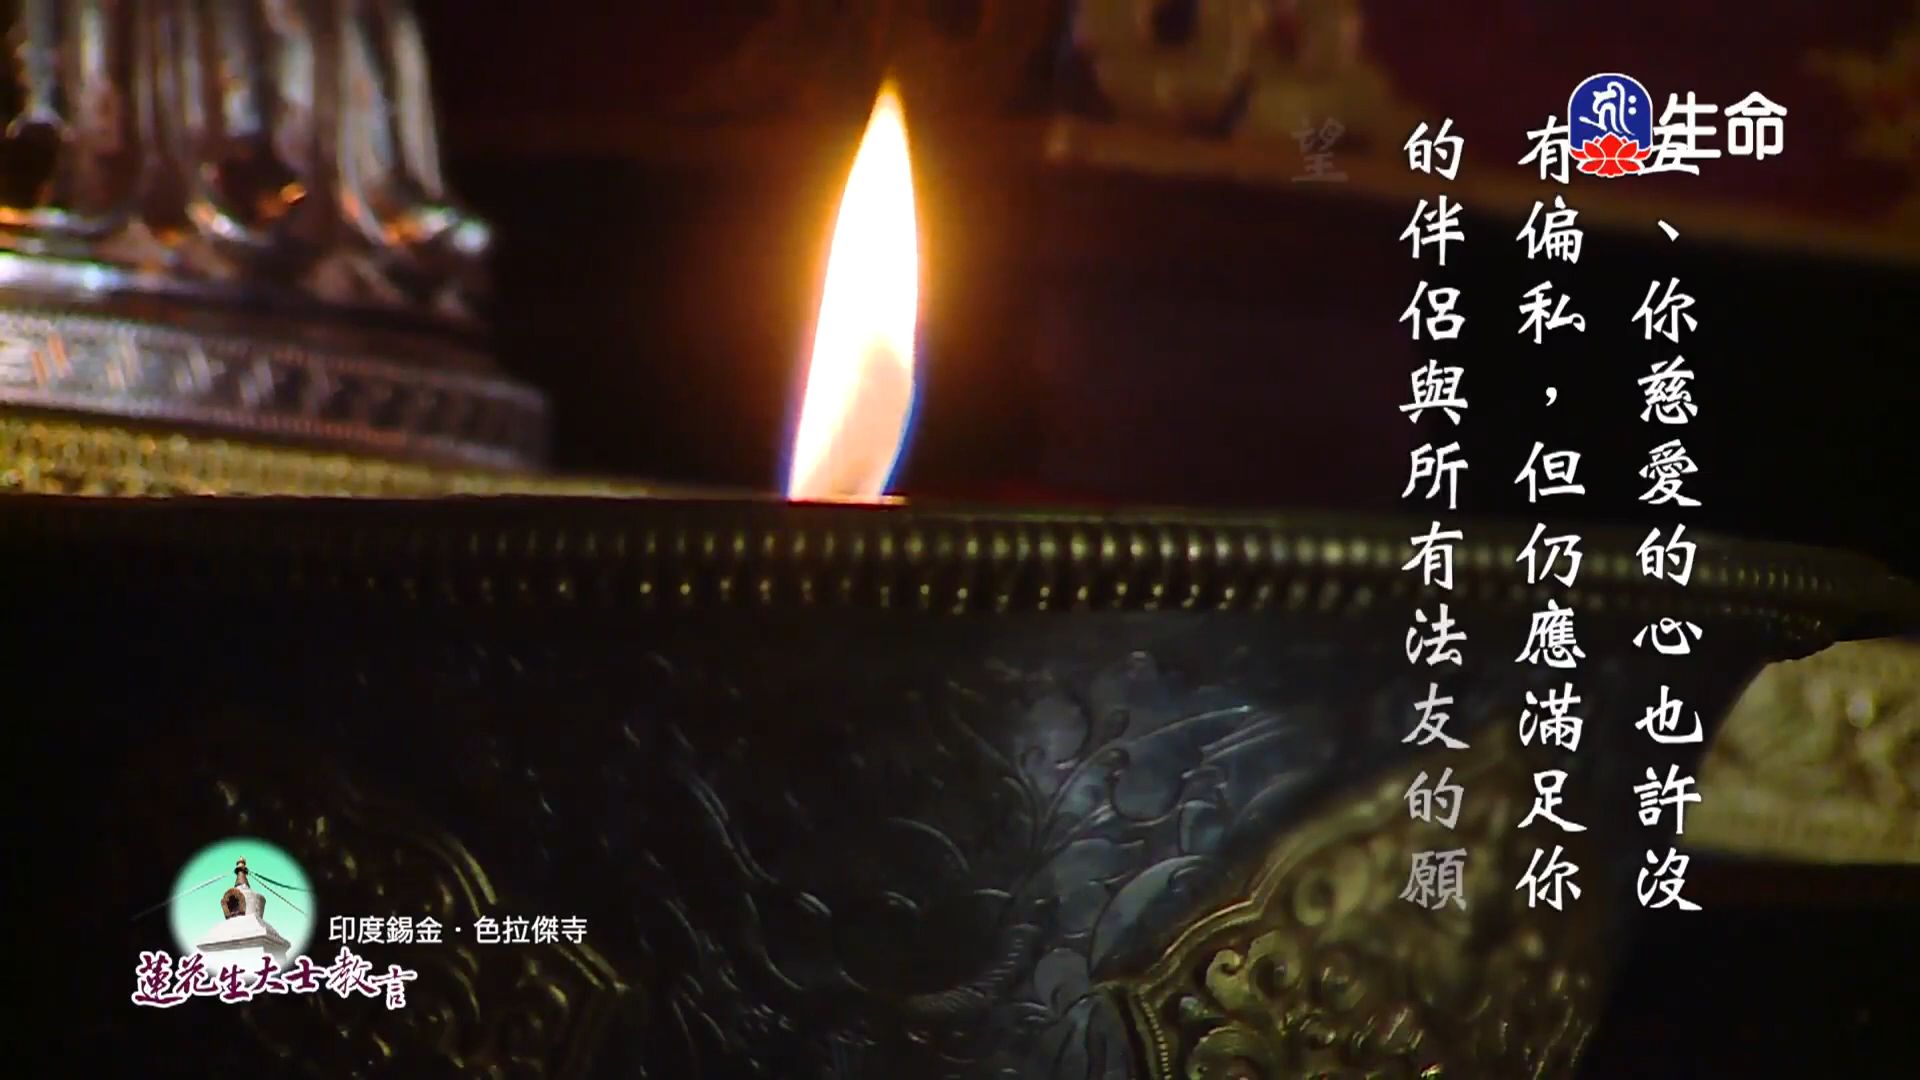 、你慈愛的心也許沒
有偏私，但仍應滿足你
的伴侶與所有法友的願
望
生命
印度錫金．色拉傑寺
蓮花生大士教言